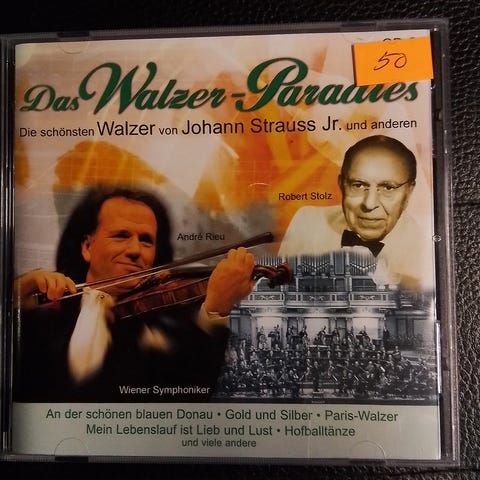 50
Das Walzer-Paradies
Die schönsten Walzer von Johann Strauss Jr. und anderen
Robert Stolz
André Rieu
Wiener Symphoniker
An der schönen blauen Donau • Gold und Silber • Paris-Walzer
Mein Lebenslauf ist Lieb und Lust • Hofballtänze
und viele andere